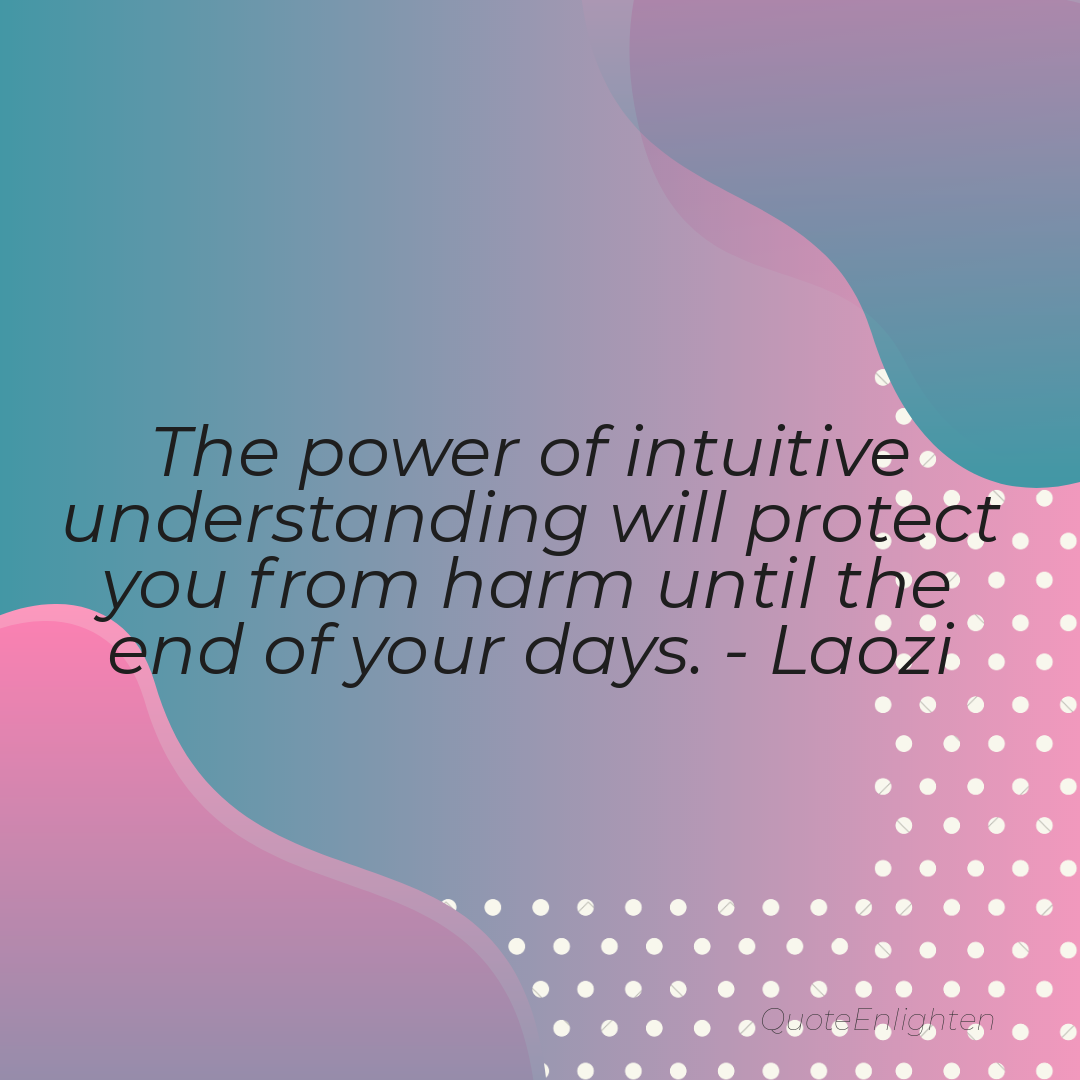 The power of intuitive
understanding will protect
you from harm until the
end of your days. - Laozi
QuoteEnlighten